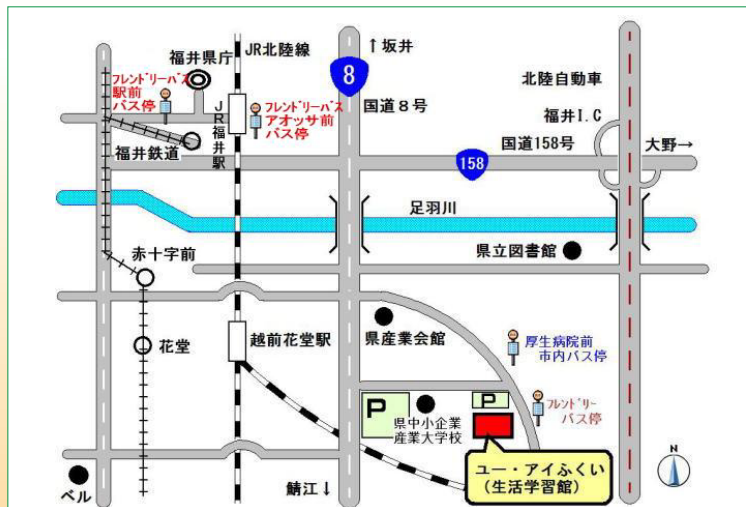 福井県庁
JR北陸線
↑坂井
8
国道8号
北陸自動車
福井I.C
国道158号
大野→
158
フレンドリーバス
駅前
バス停
JR福井駅
フレンドリーバス
アオッサ前
バス停
福井鉄道
足羽川
県立図書館
赤十字前
花堂
越前花堂駅
県産業会館
厚生病院前
市内バス停
P
P
県中小企業
産業大学校
フレンドリー
バス停
ユー・アイふくい
(生活学習館)
ベル
鯖江↓
N